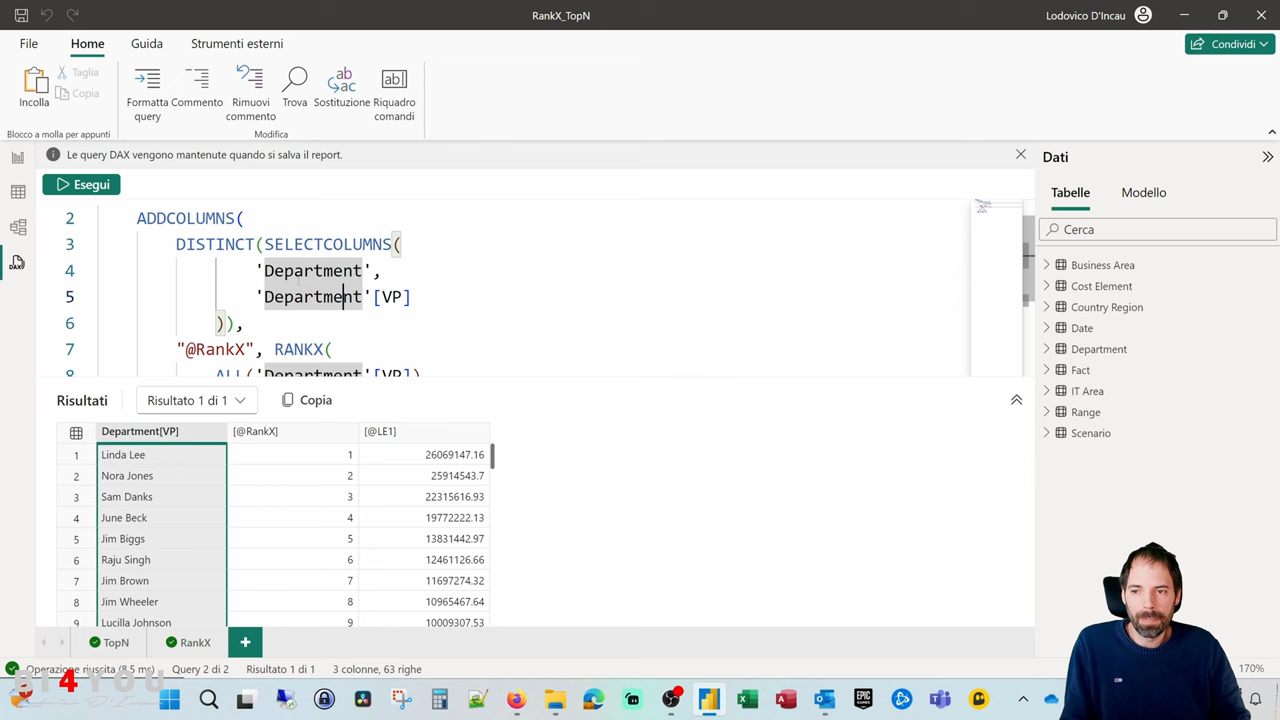 RankX_TopN
Lodovico D'Incau
File Home Guida Strumenti esterni
Condividi
Incolla
Taglia
Copia
Formatta query
Commento
Rimuovi commento
Trova
Sostituzione
Riquadro comandi
Blocco a molla per appunti
Modifica
Le query DAX vengono mantenute quando si salva il report.
Esegui
2 ADDCOLUMNS(
3 DISTINCT(SELECTCOLUMNS(
4 'Department',
5 'Department'[VP]
6 )),
7 "@RankX", RANKX(
8 ALL('Department'[VP])
Risultati
Risultato 1 di 1
Copia
Department[VP] [@RankX] [@LE1]
1 Linda Lee 1 26069147.16
2 Nora Jones 2 25914543.7
3 Sam Danks 3 22315616.93
4 June Beck 4 19772222.13
5 Jim Biggs 5 13831442.97
6 Raju Singh 6 12461126.66
7 Jim Brown 7 11697274.32
8 Jim Wheeler 8 10965467.64
9 Lucilla Johnson 9 10009307.53
TopN
RankX
Operazione riuscita (8,5 ms) Query 2 di 2 Risultato 1 di 1 3 colonne, 63 righe
170%
Dati
Tabelle Modello
Cerca
Business Area
Cost Element
Country Region
Date
Department
Fact
IT Area
Range
Scenario
4 YOU